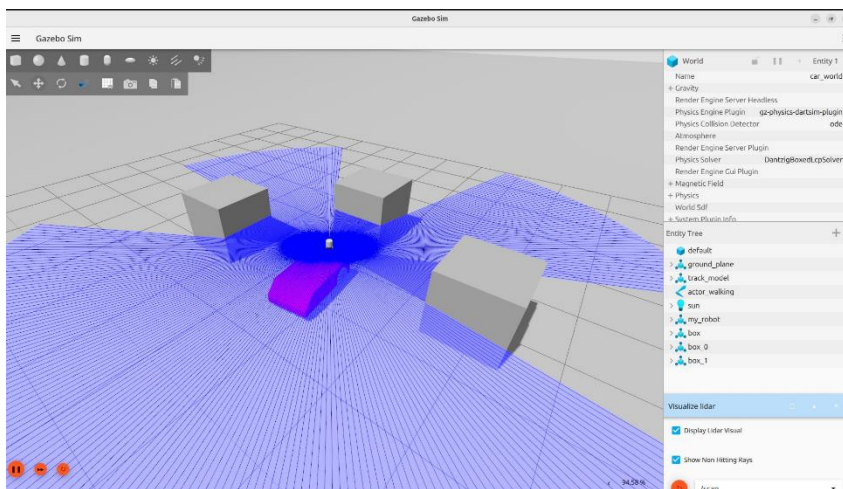 Gazebo Sim
Gazebo Sim
World
Entity 1
Name car_world
Gravity
Render Engine Server Headless
Physics Engine Plugin gz-physics-dartsim-plugin
Physics Collision Detector ode
Atmosphere
Render Engine Server Plugin
Physics Solver DantzigBoxedLcpSolver
Render Engine Gui Plugin
Magnetic Field
Physics
World Sdf
System Plugin Info
Entity Tree
default
ground_plane
track_model
actor_walking
sun
my_robot
box
box_0
box_1
Visualize lidar
Display Lidar Visual
Show Non Hitting Rays
94.58 %
/scan